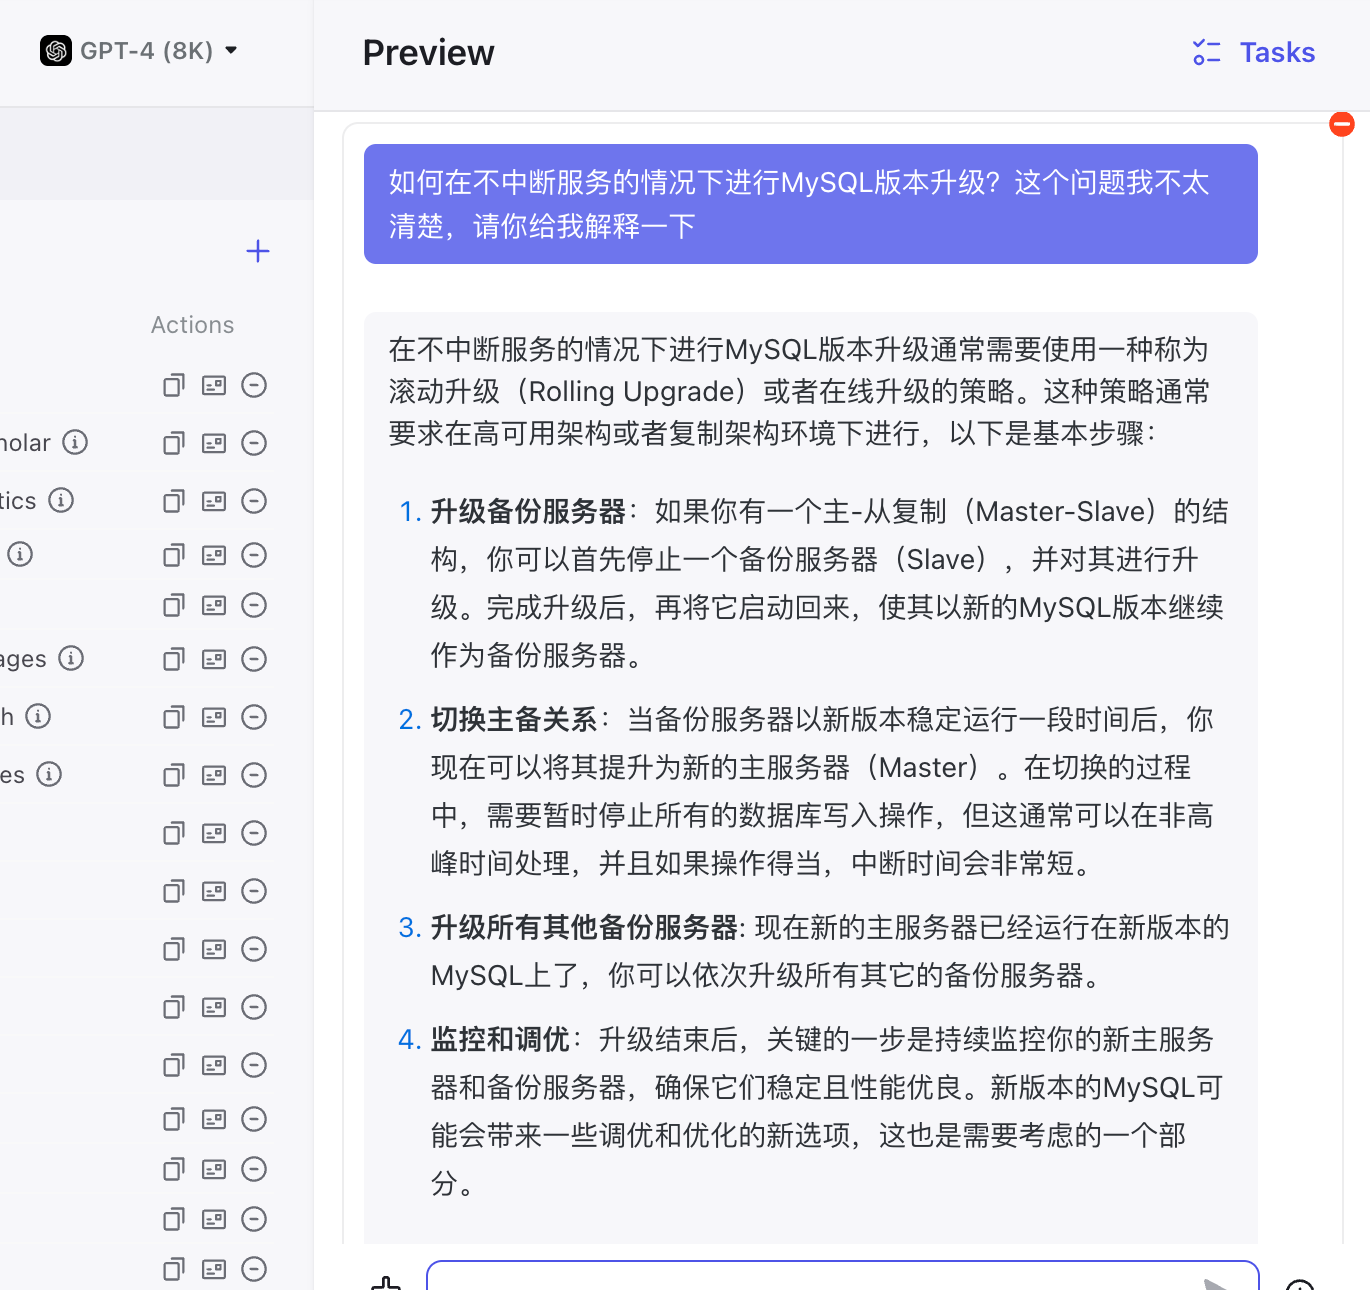 GPT-4 (8K)
Preview
Tasks
Actions
holar
tics
ages
h
es
如何在不中断服务的情况下进行MySQL版本升级？这个问题我不太
清楚，请你给我解释一下
在不中断服务的情况下进行MySQL版本升级通常需要使用一种称为
滚动升级（Rolling Upgrade）或者在线升级的策略。这种策略通常
要求在高可用架构或者复制架构环境下进行，以下是基本步骤：
1. 升级备份服务器：如果你有一个主-从复制（Master-Slave）的结
构，你可以首先停止一个备份服务器（Slave），并对其进行升
级。完成升级后，再将它启动回来，使其以新的MySQL版本继续
作为备份服务器。
2. 切换主备关系：当备份服务器以新版本稳定运行一段时间后，你
现在可以将其提升为新的主服务器（Master）。在切换的过程
中，需要暂时停止所有的数据库写入操作，但这通常可以在非高
峰时间处理，并且如果操作得当，中断时间会非常短。
3. 升级所有其他备份服务器: 现在新的主服务器已经运行在新版本的
MySQL上了，你可以依次升级所有其它的备份服务器。
4. 监控和调优：升级结束后，关键的一步是持续监控你的新主服务
器和备份服务器，确保它们稳定且性能优良。新版本的MySQL可
能会带来一些调优和优化的新选项，这也是需要考虑的一个部
分。